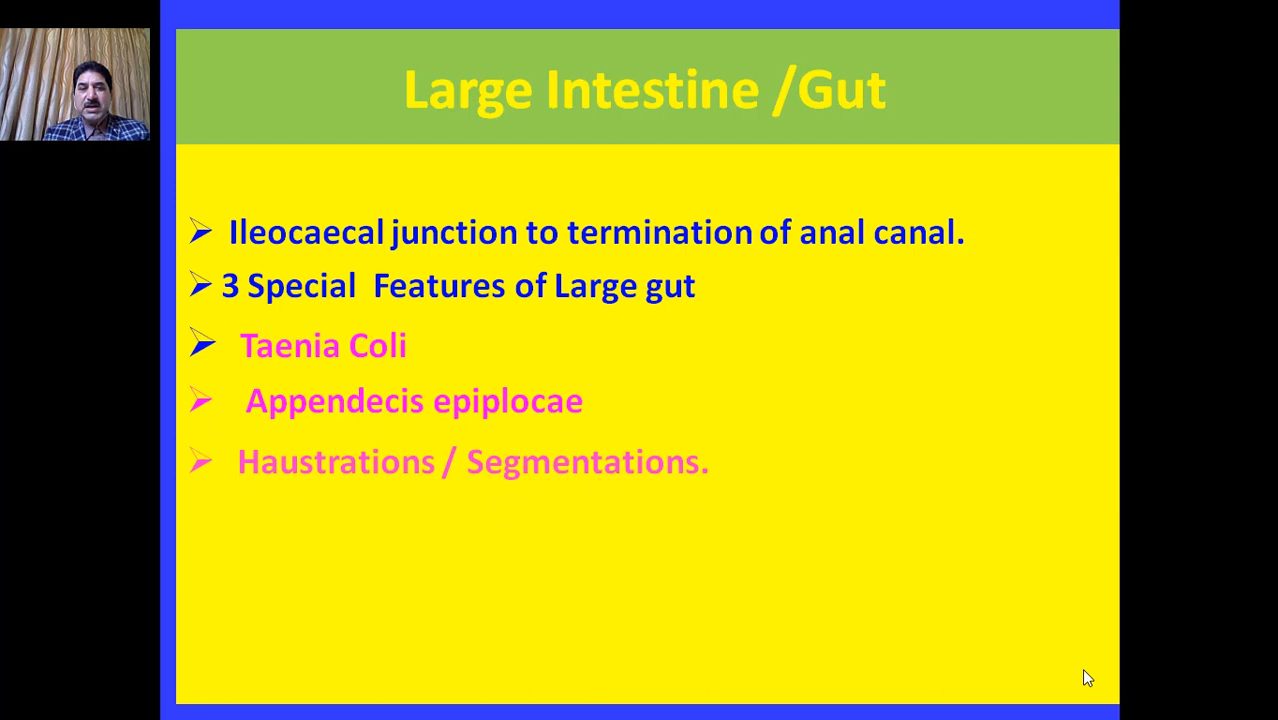 Large Intestine /Gut
Ileocaecal junction to termination of anal canal.
3 Special Features of Large gut
Taenia Coli
Appendecis epiplocae
Haustrations / Segmentations.